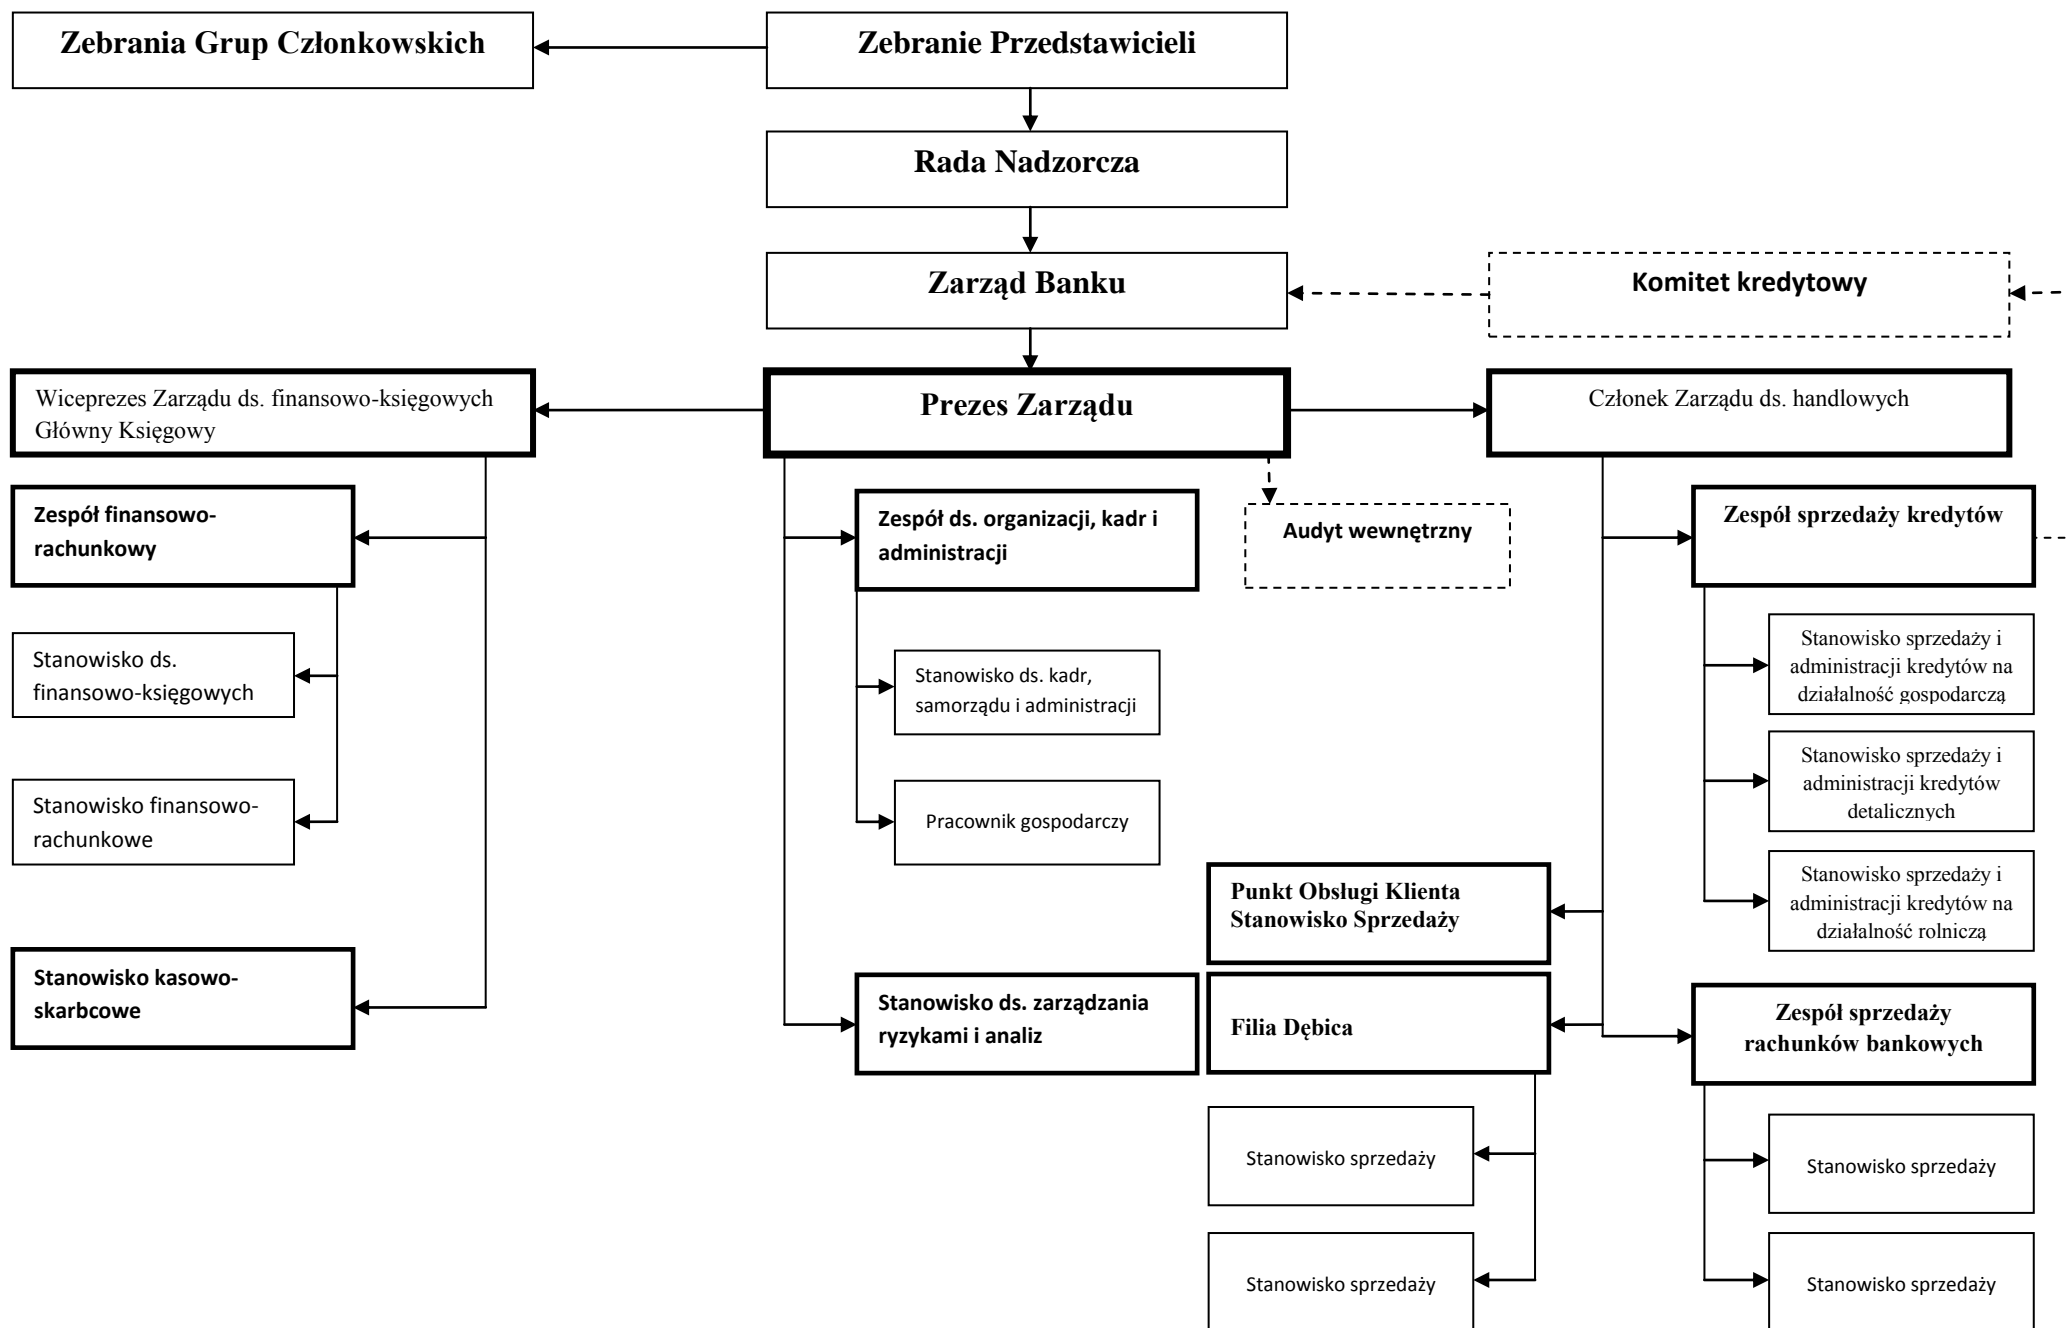 Zebrania Grup Członkowskich
Zebranie Przedstawicieli
Rada Nadzorcza
Zarząd Banku
Komitet kredytowy
Wiceprezes Zarządu ds. finansowo-księgowych
Główny Księgowy
Prezes Zarządu
Członek Zarządu ds. handlowych
Zespół finansowo-
rachunkowy
Zespół ds. organizacji, kadr i
administracji
Audyt wewnętrzny
Zespół sprzedaży kredytów
Stanowisko ds.
finansowo-księgowych
Stanowisko ds. kadr,
samorządu i administracji
Stanowisko sprzedaży i
administracji kredytów na
działalność gospodarczą
Stanowisko finansowo-
rachunkowe
Pracownik gospodarczy
Stanowisko sprzedaży i
administracji kredytów
detalicznych
Punkt Obsługi Klienta
Stanowisko Sprzedaży
Stanowisko sprzedaży i
administracji kredytów na
działalność rolniczą
Stanowisko kasowo-
skarbcowe
Stanowisko ds. zarządzania
ryzykami i analiz
Filia Dębica
Zespół sprzedaży
rachunków bankowych
Stanowisko sprzedaży
Stanowisko sprzedaży
Stanowisko sprzedaży
Stanowisko sprzedaży